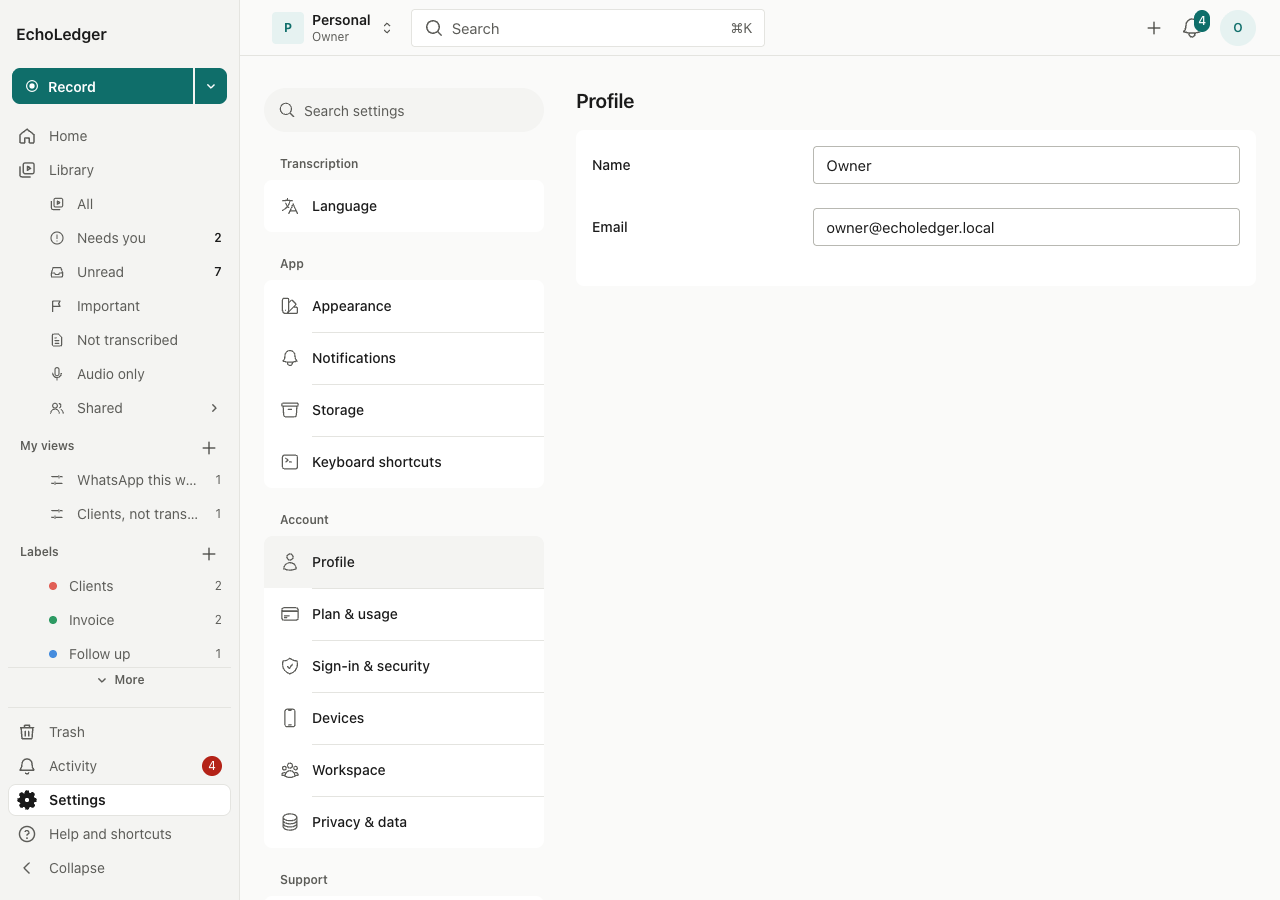 EchoLedger
Record
Home
Library
All
Needs you 2
Unread 7
Important
Not transcribed
Audio only
Shared
My views
WhatsApp this w... 1
Clients, not trans... 1
Labels
Clients 2
Invoice 2
Follow up 1
More
Trash
Activity 4
Settings
Help and shortcuts
Collapse
P
Personal
Owner
Search ⌘K
4
O
Search settings
Transcription
Language
App
Appearance
Notifications
Storage
Keyboard shortcuts
Account
Profile
Plan & usage
Sign-in & security
Devices
Workspace
Privacy & data
Support
Profile
Name Owner
Email owner@echoledger.local